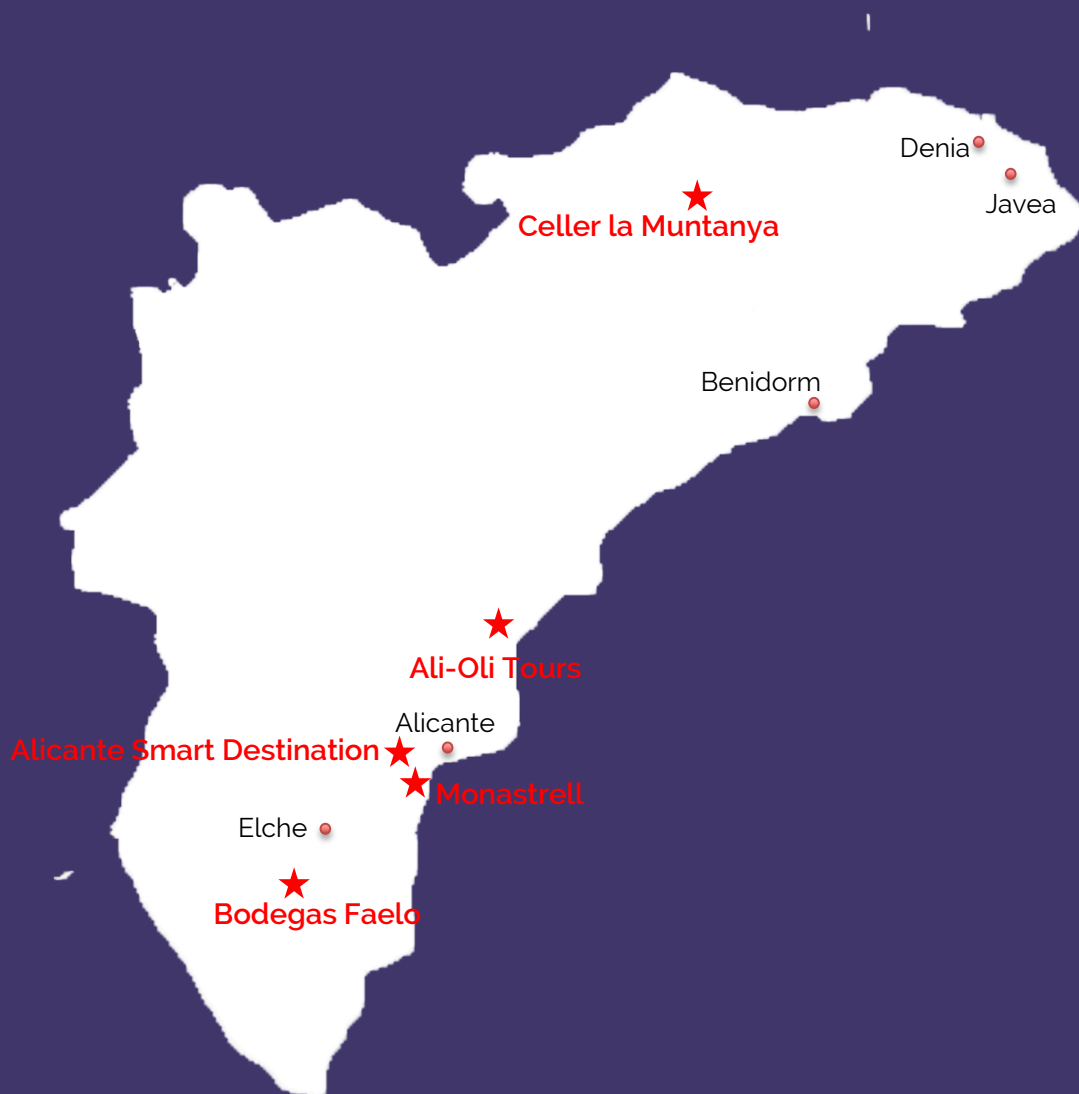 Denia
Javea
Celler la Muntanya
Benidorm
Ali-Oli Tours
Alicante
Alicante Smart Destination
Monastrell
Elche
Bodegas Faelo